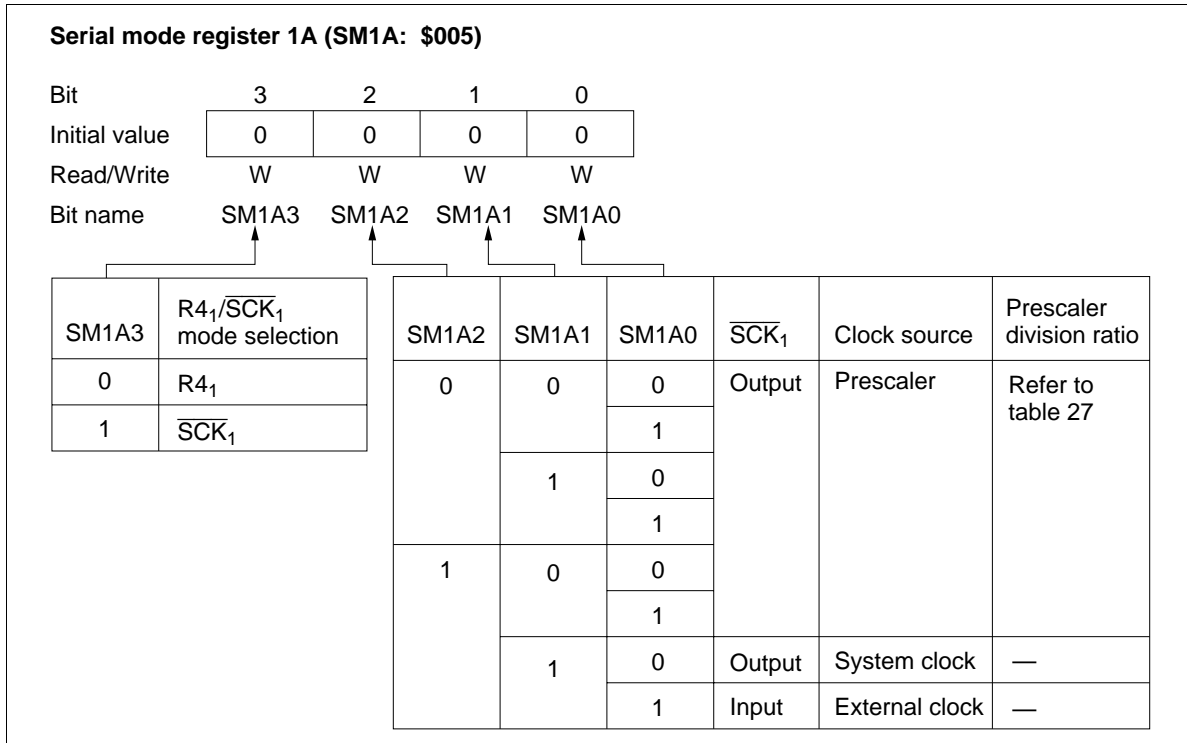 Serial mode register 1A (SM1A: $005)
Bit 3 2 1 0
Initial value 0 0 0 0
Read/Write W W W W
Bit name SM1A3 SM1A2 SM1A1 SM1A0
SM1A3 R4₁/S̅C̅K̅₁ mode selection
0 R4₁
1 S̅C̅K̅₁
SM1A2 SM1A1 SM1A0 S̅C̅K̅₁ Clock source Prescaler division ratio
0 0 0 Output Prescaler Refer to table 27
1
1 0
1
1 0 0
1
1 0 Output System clock —
1 Input External clock —